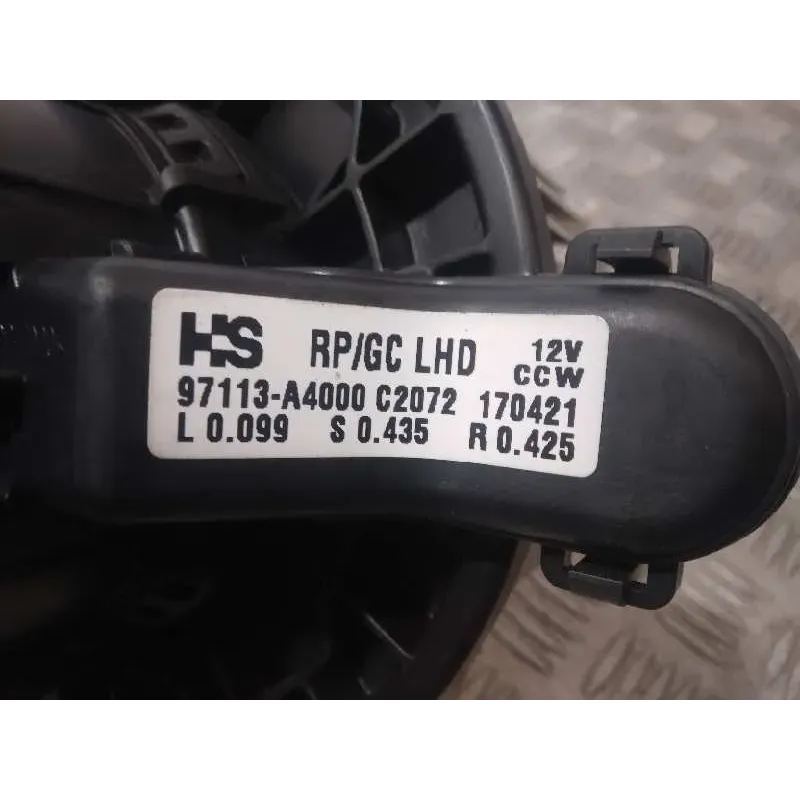 HS RP/GC LHD 12V
CCW
97113-A4000 C2072 170421
L 0.099 S 0.435 R 0.425